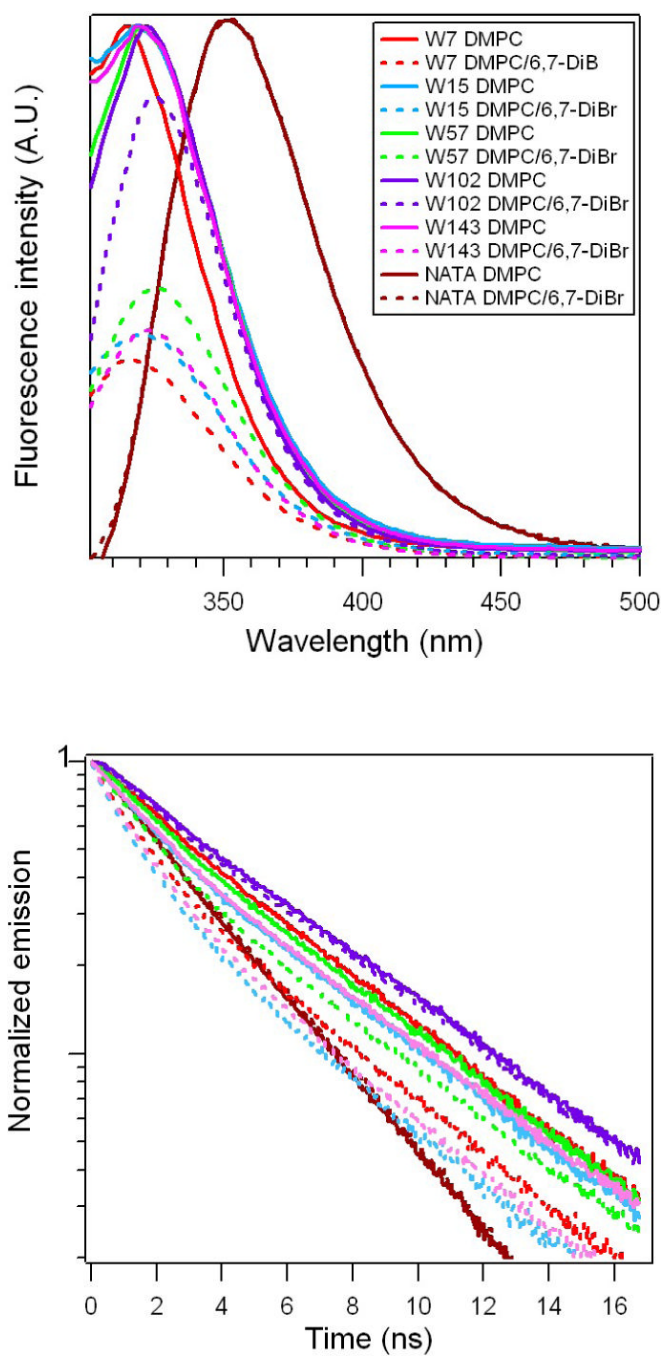 Fluorescence intensity (A.U.)
W7 DMPC
W7 DMPC/6,7-DiB
W15 DMPC
W15 DMPC/6,7-DiBr
W57 DMPC
W57 DMPC/6,7-DiBr
W102 DMPC
W102 DMPC/6,7-DiBr
W143 DMPC
W143 DMPC/6,7-DiBr
NATA DMPC
NATA DMPC/6,7-DiBr
350 400 450 500
Wavelength (nm)
1
Normalized emission
0 2 4 6 8 10 12 14 16
Time (ns)